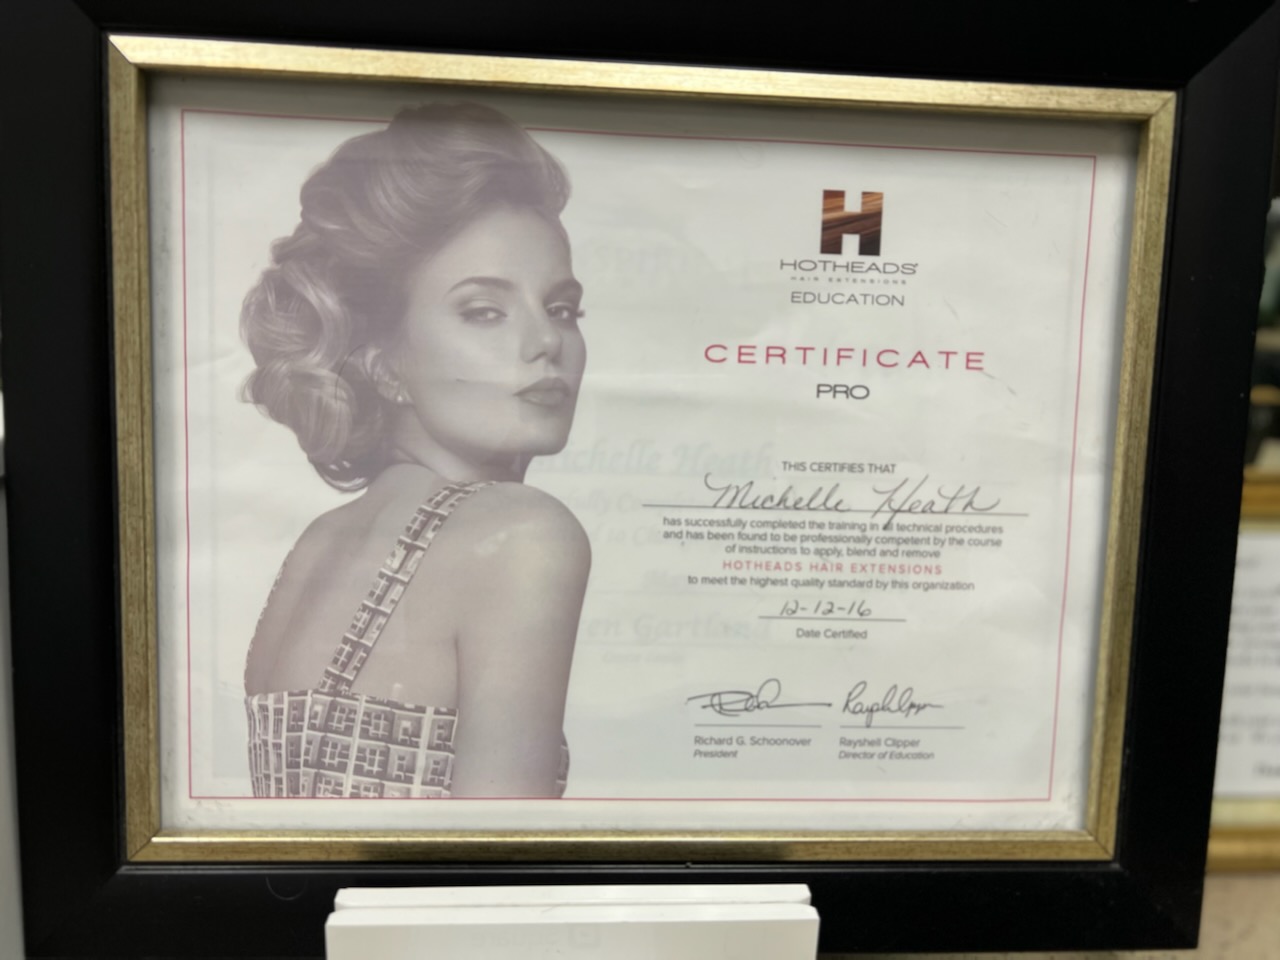 H
HOTHEADS
HAIR EXTENSIONS
EDUCATION
CERTIFICATE
PRO
THIS CERTIFIES THAT
Michelle Heath
has successfully completed the training in all technical procedures
and has been found to be professionally competent by the course
of instructions to apply, blend and remove
HOTHEADS HAIR EXTENSIONS
to meet the highest quality standard by this organization
12-12-16
Date Certified
Richard G. Schoonover Rayshell Clipper
President Director of Education
Michelle Heath